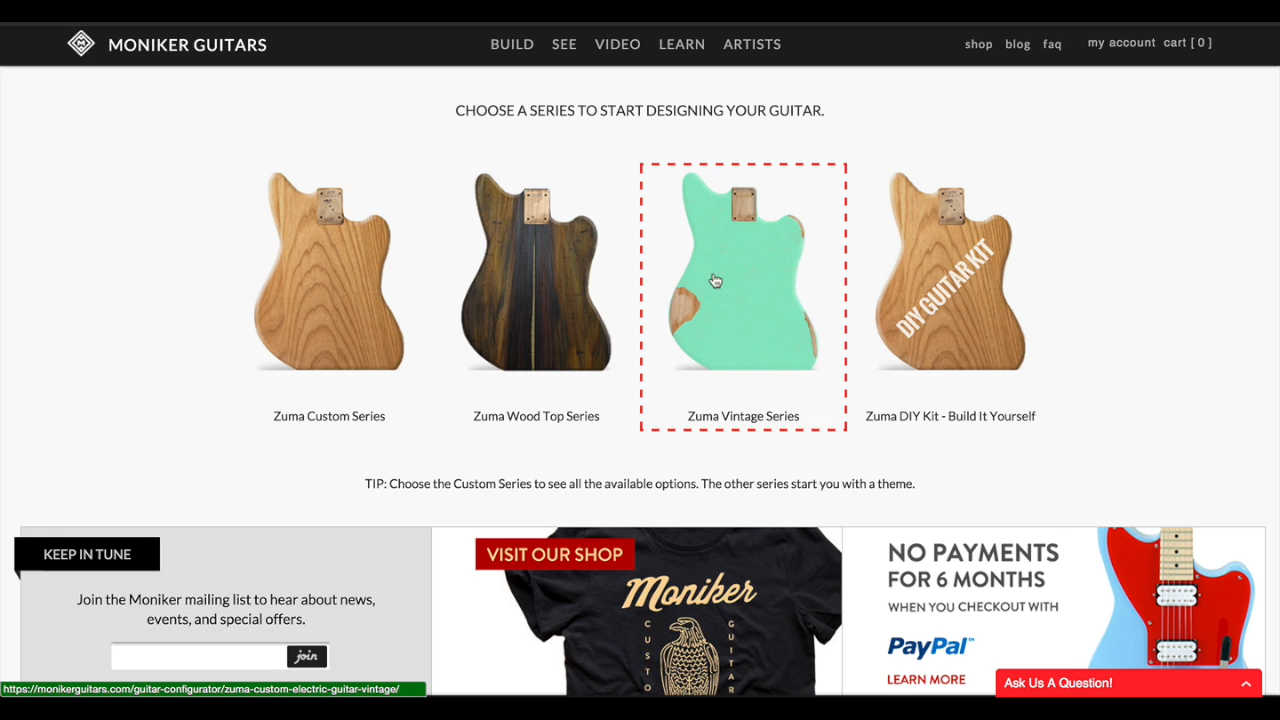 MONIKER GUITARS
BUILD SEE VIDEO LEARN ARTISTS
shop blog faq my account cart [ 0 ]
CHOOSE A SERIES TO START DESIGNING YOUR GUITAR.
DIY GUITAR KIT
Zuma Custom Series
Zuma Wood Top Series
Zuma Vintage Series
Zuma DIY Kit - Build It Yourself
TIP: Choose the Custom Series to see all the available options. The other series start you with a theme.
KEEP IN TUNE
Join the Moniker mailing list to hear about news,
events, and special offers.
join
VISIT OUR SHOP
Moniker
CUSTO
GUITAR
NO PAYMENTS
FOR 6 MONTHS
WHEN YOU CHECKOUT WITH
PayPal™
LEARN MORE
Ask Us A Question!
https://monikerguitars.com/guitar-configurator/zuma-custom-electric-guitar-vintage/